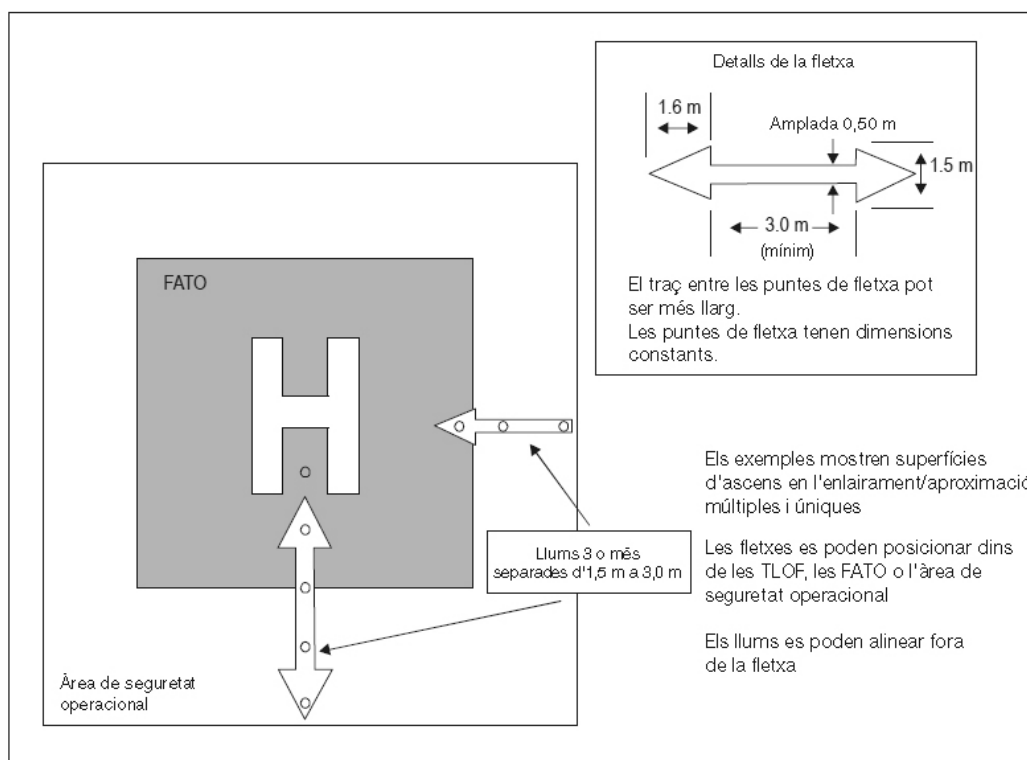 Detalls de la fletxa
1.6 m
Amplada 0,50 m
1.5 m
3.0 m
(mínim)
El traç entre les puntes de fletxa pot
ser més llarg.
Les puntes de fletxa tenen dimensions
constants.
FATO
H
Els exemples mostren superfícies
d'ascens en l'enlairament/aproximació
múltiples i úniques
Llums 3 o més
separades d'1,5 m a 3,0 m
Les fletxes es poden posicionar dins
de les TLOF, les FATO o l'àrea de
seguretat operacional
Els llums es poden alinear fora
de la fletxa
Àrea de seguretat
operacional